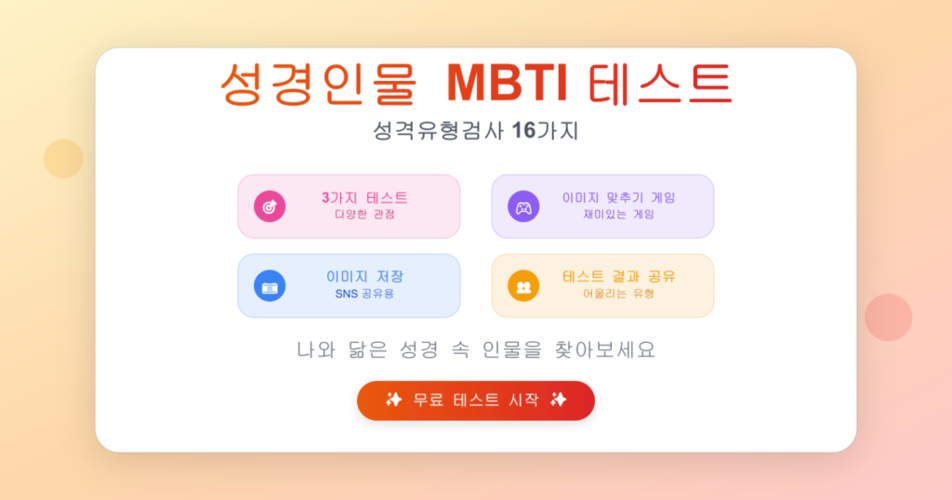 성경인물 MBTI 테스트
성격유형검사 16가지
3가지 테스트
다양한 관점
이미지 맞추기 게임
재미있는 게임
이미지 저장
SNS 공유용
테스트 결과 공유
어울리는 유형
나와 닮은 성경 속 인물을 찾아보세요
✨ 무료 테스트 시작 ✨